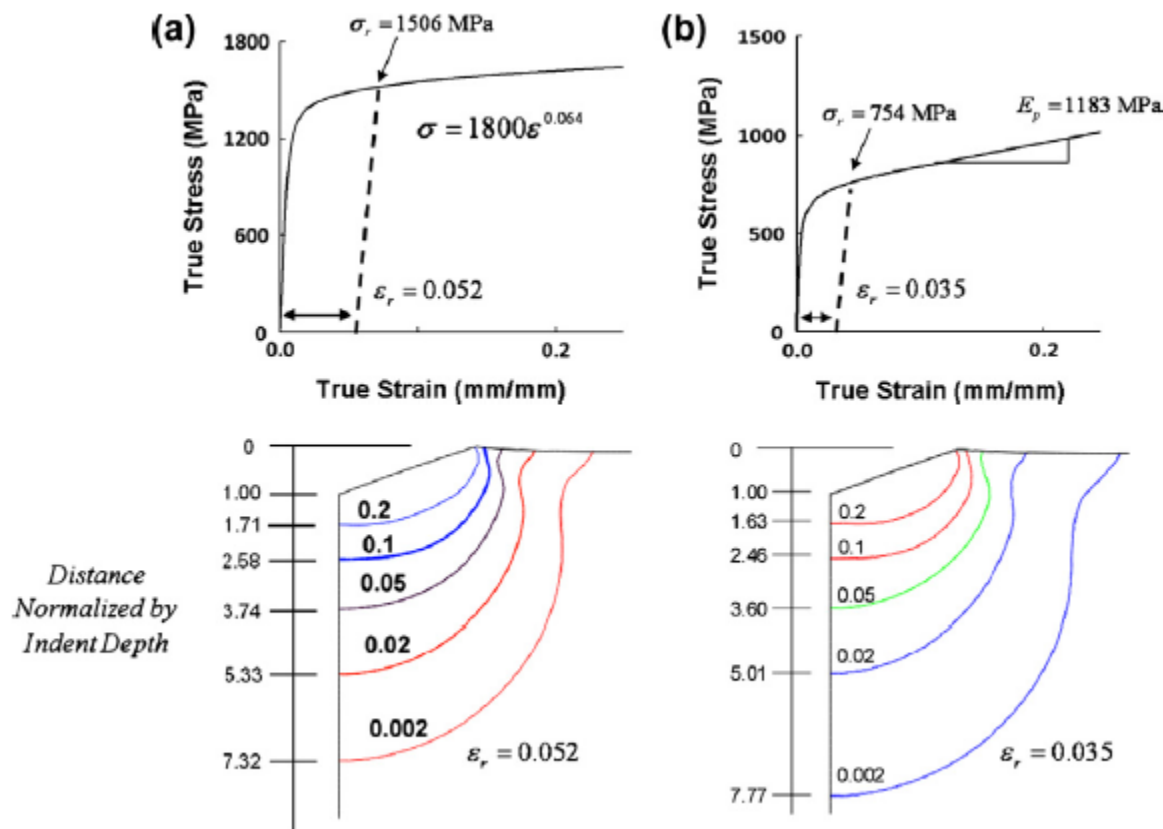 (a)
σr = 1506 MPa
1800
1200
600
0
True Stress (MPa)
σ = 1800ε^0.064
εr = 0.052
0.0
0.2
True Strain (mm/mm)
(b)
1500
1000
500
0
True Stress (MPa)
σr = 754 MPa
Ep = 1183 MPa
εr = 0.035
0.0
0.2
True Strain (mm/mm)
Distance
Normalized by
Indent Depth
0
1.00
1.71
2.58
3.74
5.33
7.32
0.2
0.1
0.05
0.02
0.002
εr = 0.052
0
1.00
1.63
2.46
3.60
5.01
7.77
0.2
0.1
0.05
0.02
0.002
εr = 0.035